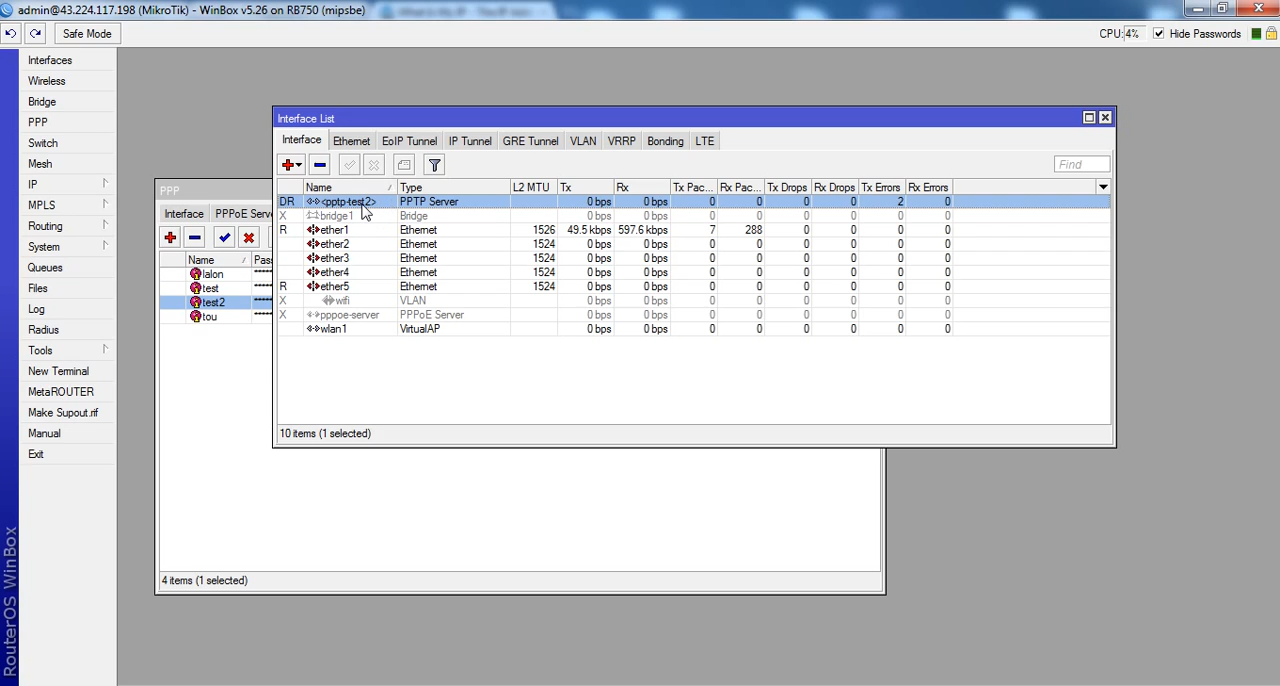 admin@43.224.117.198 (MikroTik) - WinBox v5.26 on RB750 (mipsbe)
Safe Mode
CPU: 4% Hide Passwords
Interfaces
Wireless
Bridge
PPP
Switch
Mesh
IP
MPLS
Routing
System
Queues
Files
Log
Radius
Tools
New Terminal
MetaROUTER
Make Supout.rif
Manual
Exit
RouterOS WinBox
PPP
Interface PPPoE Serve
Name Pas
lalon ****
test ****
test2 ****
tou ****
4 items (1 selected)
Interface List
Interface Ethernet EoIP Tunnel IP Tunnel GRE Tunnel VLAN VRRP Bonding LTE
Find
Name Type L2 MTU Tx Rx Tx Pac... Rx Pac... Tx Drops Rx Drops Tx Errors Rx Errors
DR <pptp-test2> PPTP Server 0 bps 0 bps 0 0 0 0 2 0
X bridge1 Bridge 0 bps 0 bps 0 0 0 0 0 0
R ether1 Ethernet 1526 49.5 kbps 597.6 kbps 7 288 0 0 0 0
ether2 Ethernet 1524 0 bps 0 bps 0 0 0 0 0 0
ether3 Ethernet 1524 0 bps 0 bps 0 0 0 0 0 0
ether4 Ethernet 1524 0 bps 0 bps 0 0 0 0 0 0
R ether5 Ethernet 1524 0 bps 0 bps 0 0 0 0 0 0
X wifi VLAN 0 bps 0 bps 0 0 0 0 0 0
X pppoe-server PPPoE Server 0 bps 0 bps 0 0 0 0 0 0
wlan1 VirtualAP 0 bps 0 bps 0 0 0 0 0 0
10 items (1 selected)